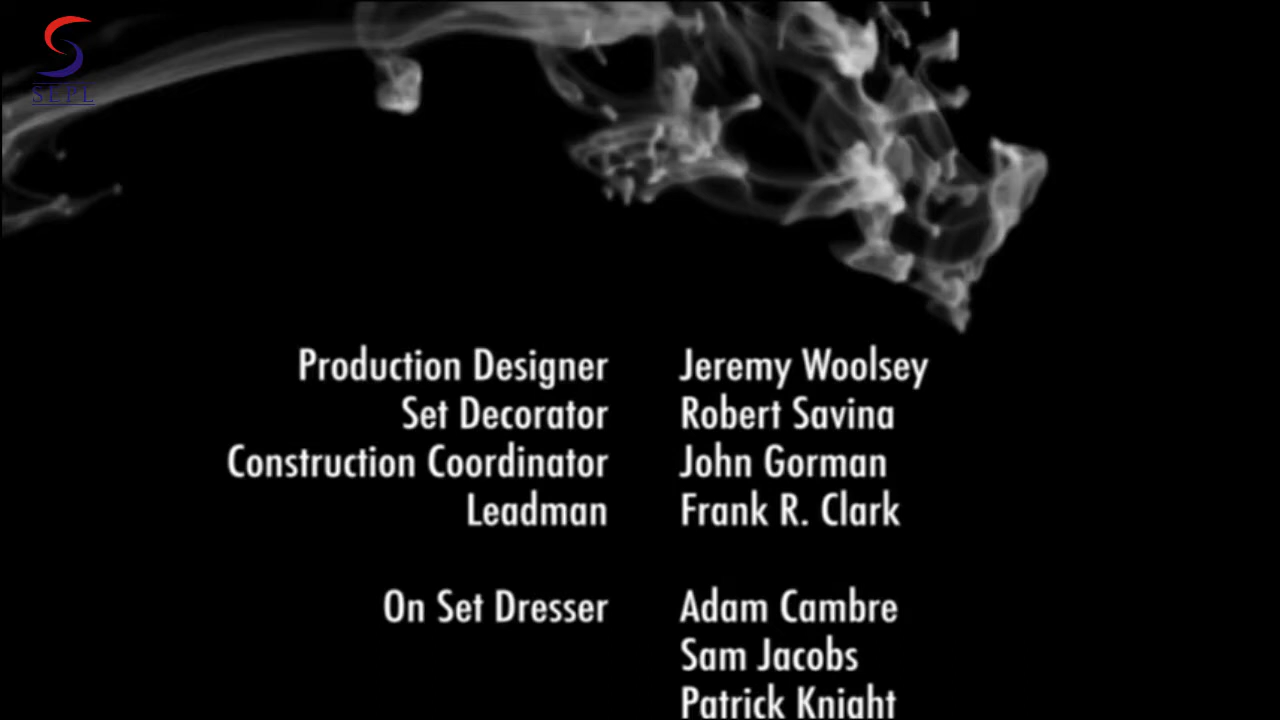 SEPL
Production Designer Jeremy Woolsey
Set Decorator Robert Savina
Construction Coordinator John Gorman
Leadman Frank R. Clark
On Set Dresser Adam Cambre
Sam Jacobs
Patrick Knight